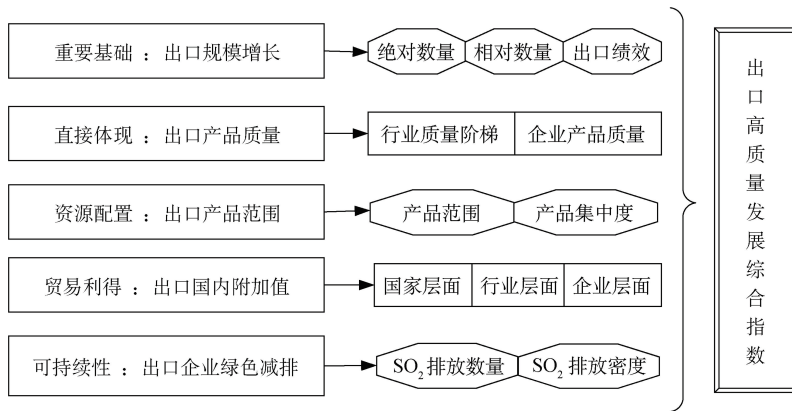 重要基础：出口规模增长
绝对数量
相对数量
出口绩效
直接体现：出口产品质量
行业质量阶梯
企业产品质量
资源配置：出口产品范围
产品范围
产品集中度
贸易利得：出口国内附加值
国家层面
行业层面
企业层面
可持续性：出口企业绿色减排
SO₂排放数量
SO₂排放密度
出口高质量发展综合指数